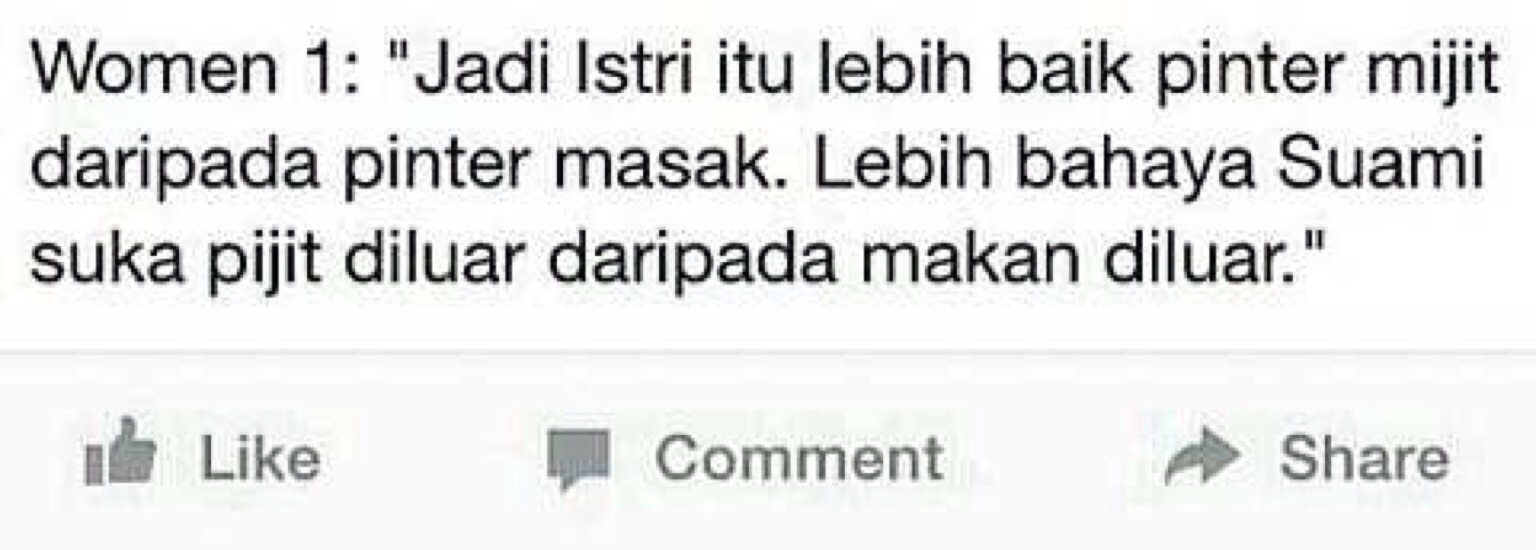 Women 1: "Jadi Istri itu lebih baik pinter mijit
daripada pinter masak. Lebih bahaya Suami
suka pijit diluar daripada makan diluar."
Like Comment Share